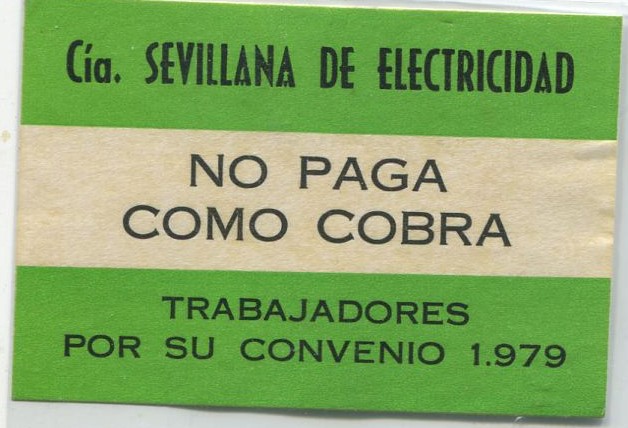 Cía. SEVILLANA DE ELECTRICIDAD
NO PAGA
COMO COBRA
TRABAJADORES
POR SU CONVENIO 1.979